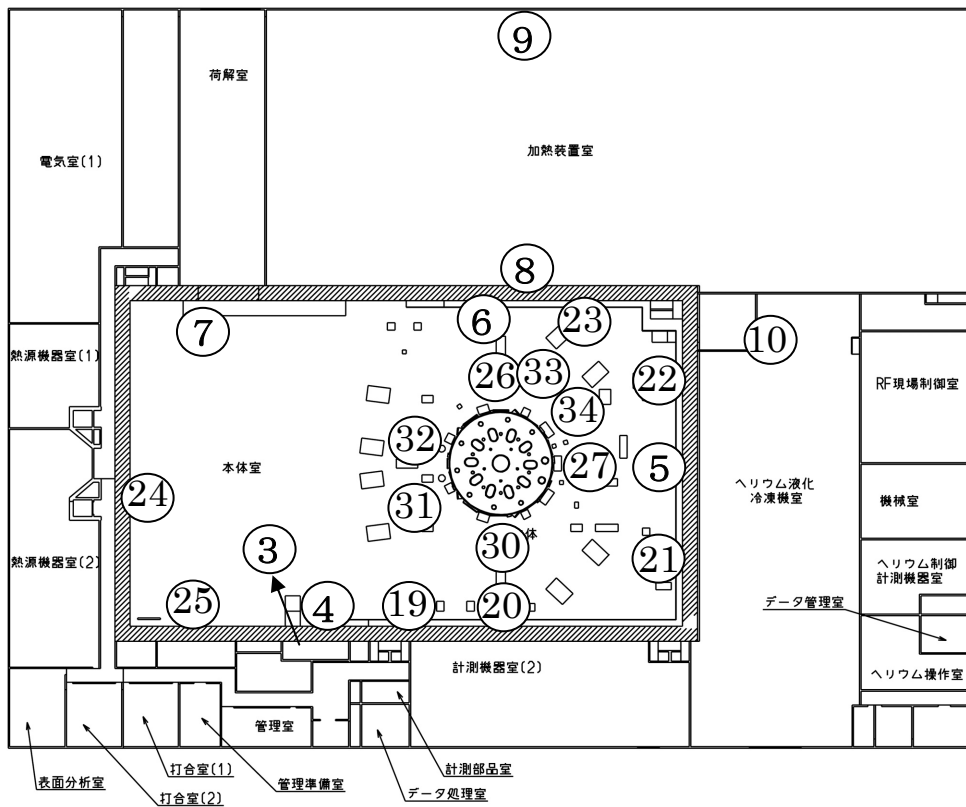 9
荷解室
電気室(1)
加熱装置室
8
7
6
23
10
熱源機器室(1)
26
33
22
RF現場制御室
34
32
本体室
27
5
24
ヘリウム液化
冷凍機室
機械室
31
体
30
3
21
熱源機器室(2)
ヘリウム制御
計測機器室
25
4
19
20
データ管理室
計測機器室(2)
ヘリウム操作室
管理室
表面分析室
打合室(1)
打合室(2)
管理準備室
計測部品室
データ処理室